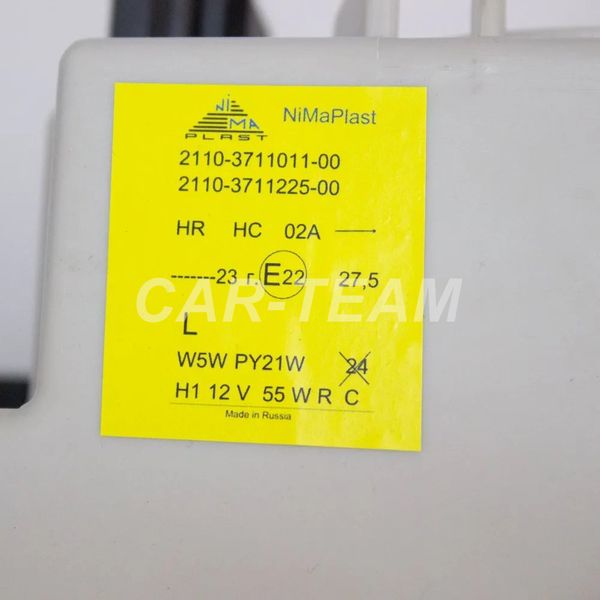 NI
MA
PLAST
NiMaPlast
2110-3711011-00
2110-3711225-00
HR HC 02A →
-------23 г. E22 27,5
CAR-TEAM
L
W5W PY21W 24
H1 12 V 55 W R C
Made in Russia